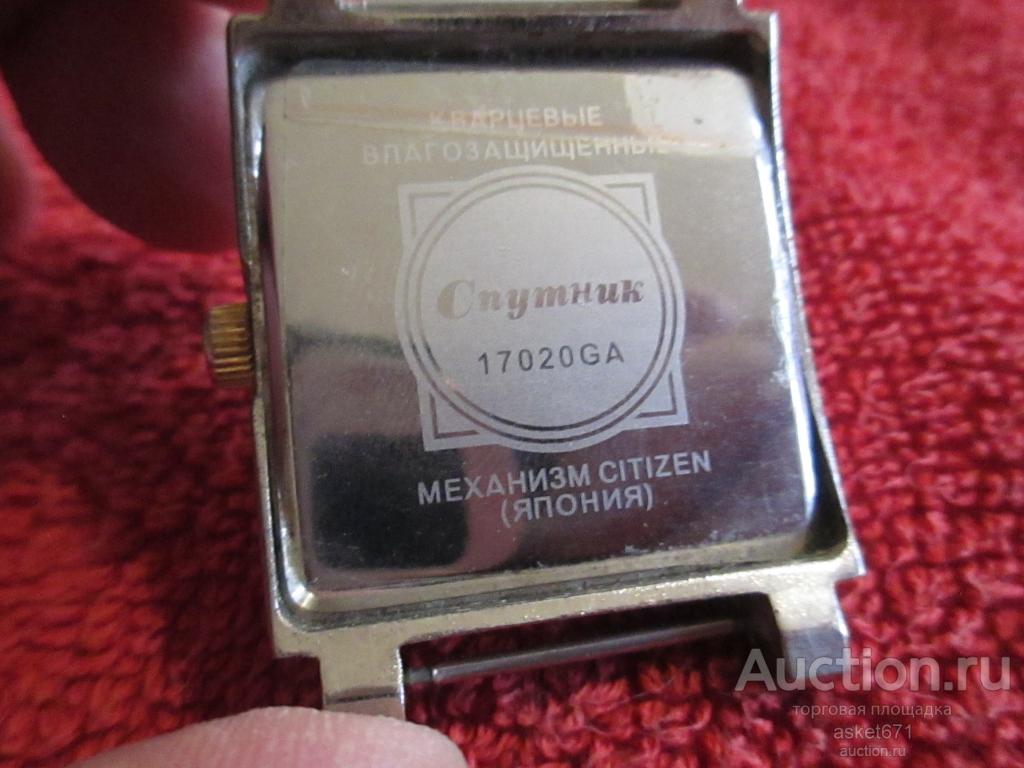 КВАРЦЕВЫЕ
ВЛАГОЗАЩИЩЕННЫЕ
Спутник
17020GA
МЕХАНИЗМ CITIZEN
(ЯПОНИЯ)
Auction.ru
торговая площадка
asket671
auction.ru